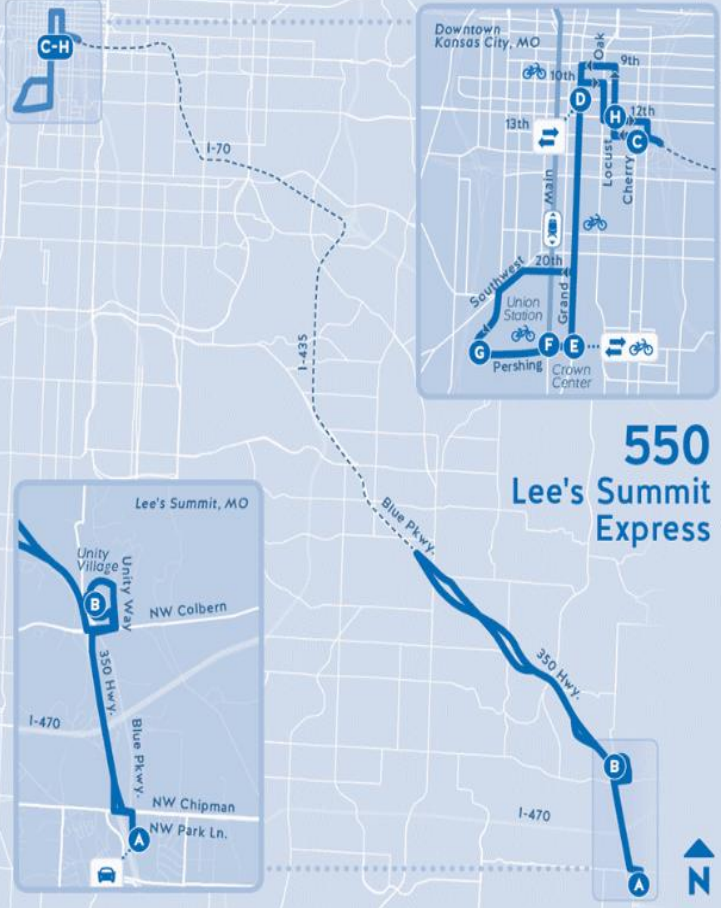 C-H
I-70
I-435
Blue Pkwy.
350 Hwy.
B
I-470
A
N
Downtown
Kansas City, MO
Oak
9th
10th
D
H
12th
13th
C
Locust
Cherry
Main
20th
Southwest
Union
Station
Grand
G
F
E
Pershing
Crown
Center
550
Lee's Summit
Express
Lee's Summit, MO
Unity
Village
Unity Way
B
NW Colbern
350 Hwy.
I-470
Blue Pkwy.
NW Chipman
NW Park Ln.
A